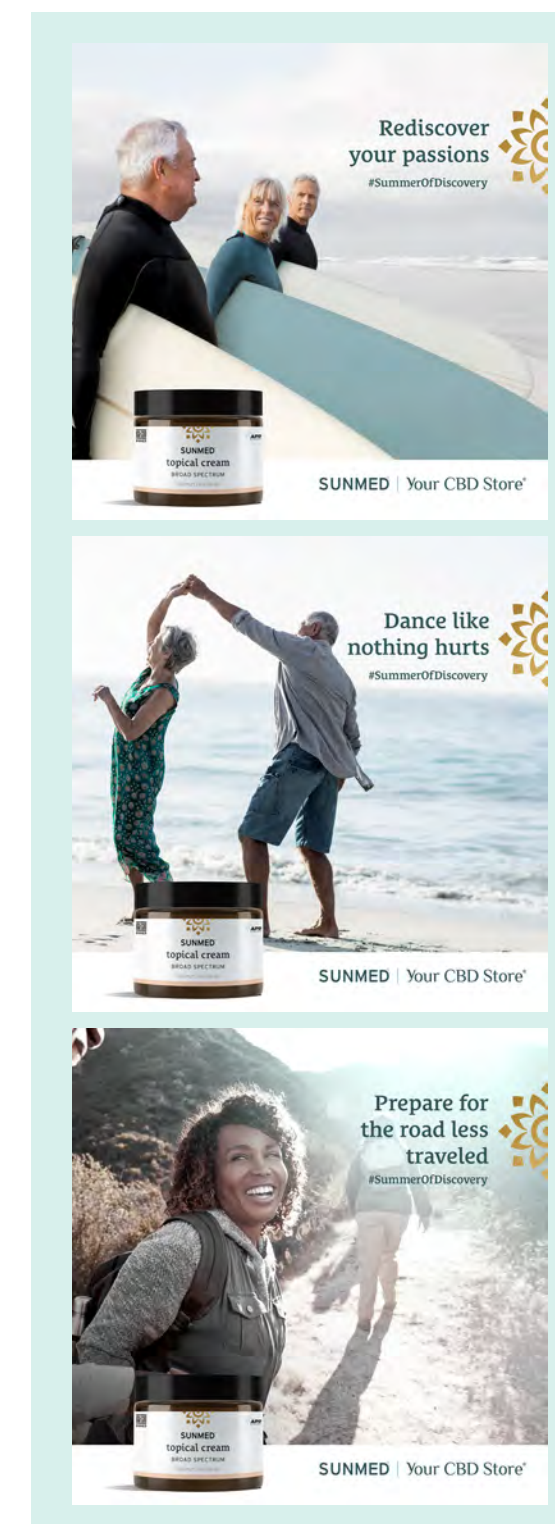 Rediscover
your passions
#SummerOfDiscovery
SUNMED
topical cream
BROAD SPECTRUM
SUNMED | Your CBD Store®
Dance like
nothing hurts
#SummerOfDiscovery
SUNMED
topical cream
BROAD SPECTRUM
SUNMED | Your CBD Store®
Prepare for
the road less
traveled
#SummerOfDiscovery
SUNMED
topical cream
BROAD SPECTRUM
SUNMED | Your CBD Store®